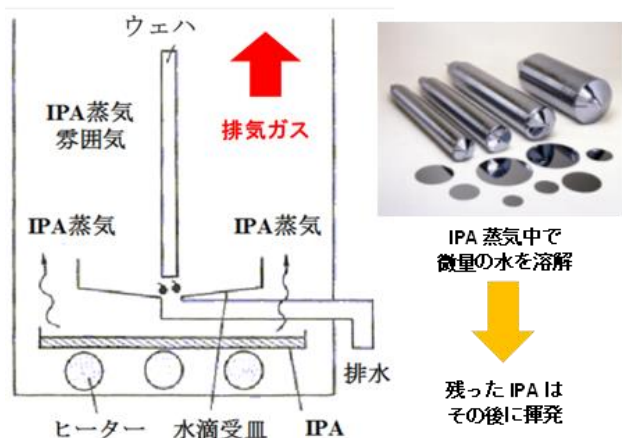 ウェハ
IPA蒸気
雰囲気
排気ガス
IPA蒸気
IPA蒸気
排水
ヒーター
水滴受皿
IPA
IPA 蒸気中で
微量の水を溶解
残った IPA は
その後に揮発